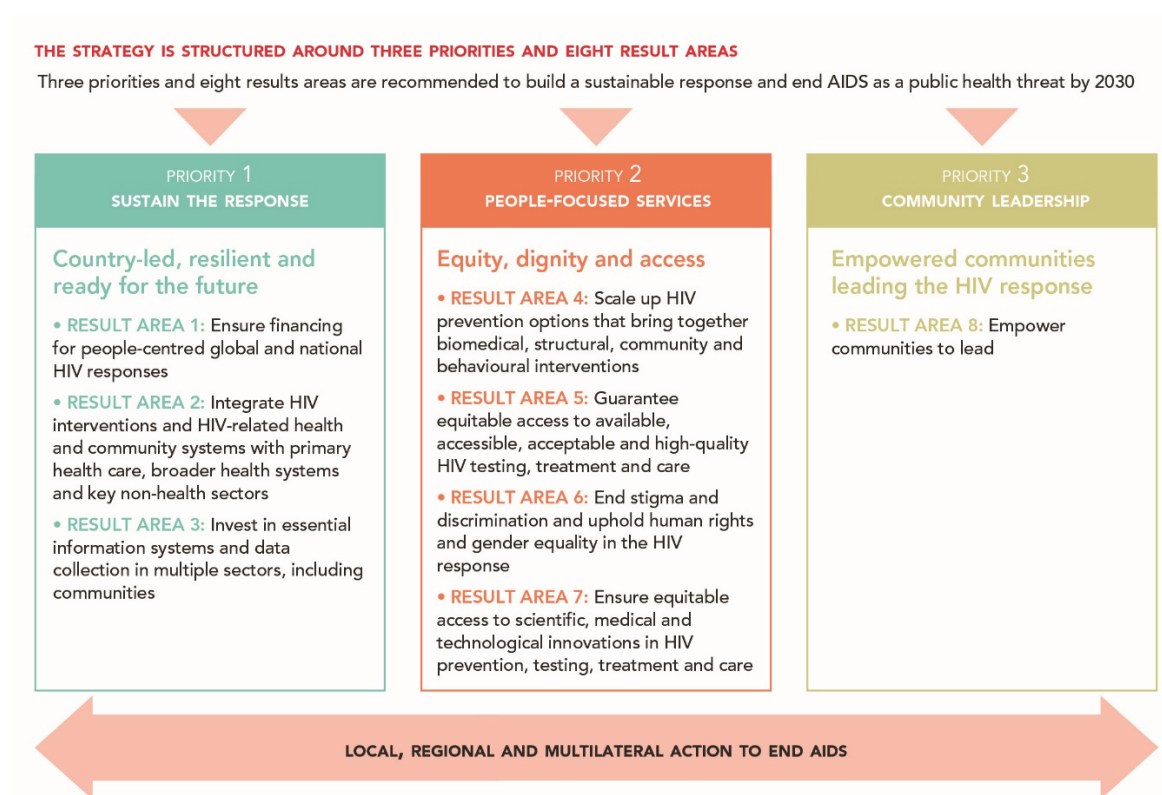 THE STRATEGY IS STRUCTURED AROUND THREE PRIORITIES AND EIGHT RESULT AREAS
Three priorities and eight results areas are recommended to build a sustainable response and end AIDS as a public health threat by 2030
PRIORITY 1
SUSTAIN THE RESPONSE
Country-led, resilient and
ready for the future
• RESULT AREA 1: Ensure financing
for people-centred global and national
HIV responses
• RESULT AREA 2: Integrate HIV
interventions and HIV-related health
and community systems with primary
health care, broader health systems
and key non-health sectors
• RESULT AREA 3: Invest in essential
information systems and data
collection in multiple sectors, including
communities
PRIORITY 2
PEOPLE-FOCUSED SERVICES
Equity, dignity and access
• RESULT AREA 4: Scale up HIV
prevention options that bring together
biomedical, structural, community and
behavioural interventions
• RESULT AREA 5: Guarantee
equitable access to available,
accessible, acceptable and high-quality
HIV testing, treatment and care
• RESULT AREA 6: End stigma and
discrimination and uphold human rights
and gender equality in the HIV
response
• RESULT AREA 7: Ensure equitable
access to scientific, medical and
technological innovations in HIV
prevention, testing, treatment and care
PRIORITY 3
COMMUNITY LEADERSHIP
Empowered communities
leading the HIV response
• RESULT AREA 8: Empower
communities to lead
LOCAL, REGIONAL AND MULTILATERAL ACTION TO END AIDS